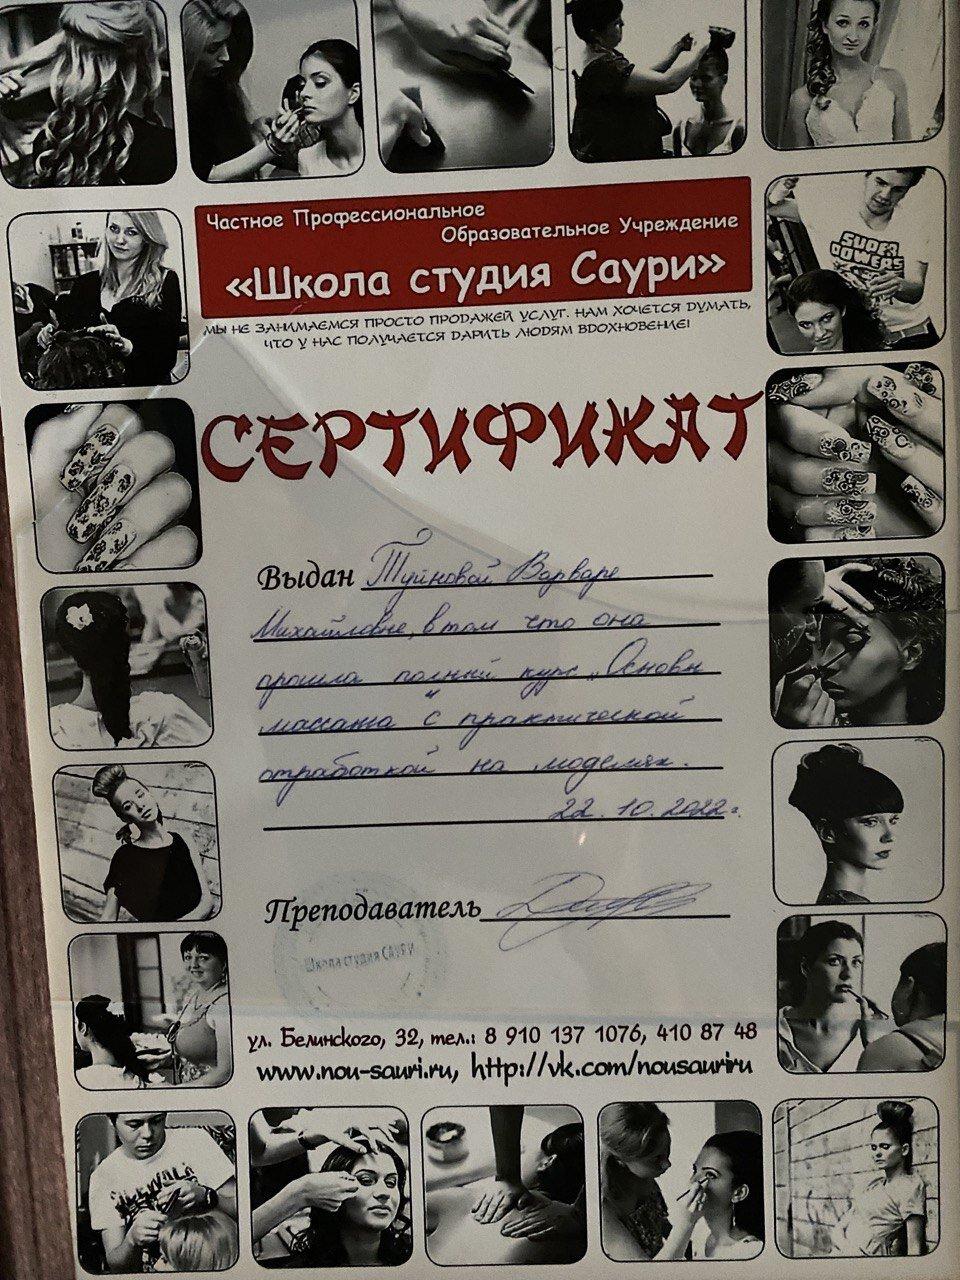 Частное Профессиональное
Образовательное Учреждение
«Школа студия Саури»
МЫ НЕ ЗАНИМАЕМСЯ ПРОСТО ПРОДАЖЕЙ УСЛУГ. НАМ ХОЧЕТСЯ ДУМАТЬ,
ЧТО У НАС ПОЛУЧАЕТСЯ ДАРИТЬ ЛЮДЯМ ВДОХНОВЕНИЕ!
СЕРТИФИКАТ
Выдан Туйновой Варваре
Михайловне, в том что она
прошла полный курс „Основы
массажа" с практической
отработкой на моделях.
22.10.2022г.
Преподаватель
Школа студия САУРИ
ул. Белинского, 32, тел.: 8 910 137 1076, 410 87 48
www.nou-sauri.ru, http://vk.com/nousauriru
SUPER
POWERS